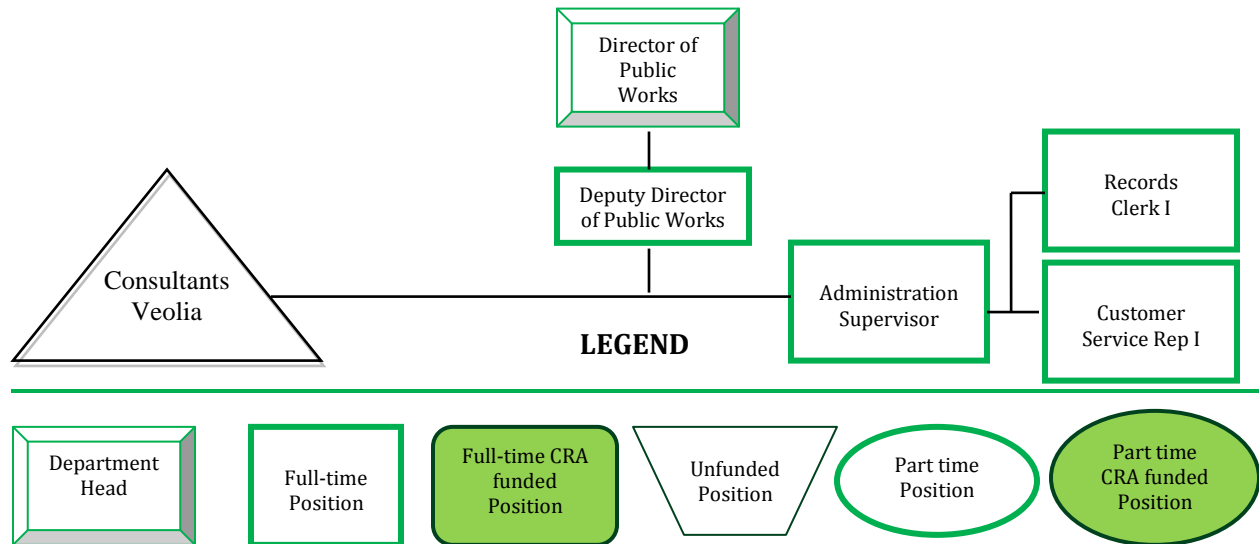 Director of
Public
Works
Deputy Director
of Public Works
Consultants
Veolia
Administration
Supervisor
Records
Clerk I
Customer
Service Rep I
LEGEND
Department
Head
Full-time
Position
Full-time CRA
funded
Position
Unfunded
Position
Part time
Position
Part time
CRA funded
Position